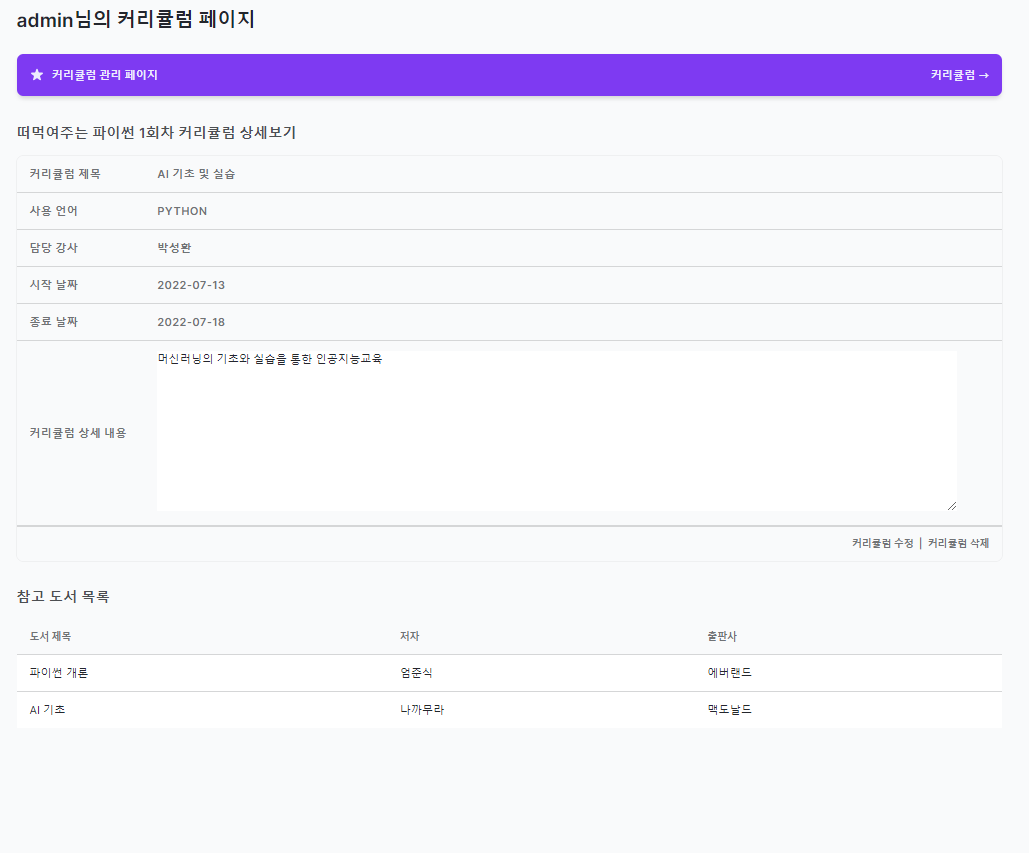 admin님의 커리큘럼 페이지
★ 커리큘럼 관리 페이지 커리큘럼 →
떠먹여주는 파이썬 1회차 커리큘럼 상세보기
커리큘럼 제목 AI 기초 및 실습
사용 언어 PYTHON
담당 강사 박성환
시작 날짜 2022-07-13
종료 날짜 2022-07-18
머신러닝의 기초와 실습을 통한 인공지능교육
커리큘럼 상세 내용
커리큘럼 수정 | 커리큘럼 삭제
참고 도서 목록
도서 제목 저자 출판사
파이썬 개론 엄준식 에버랜드
AI 기초 나까무라 맥도날드